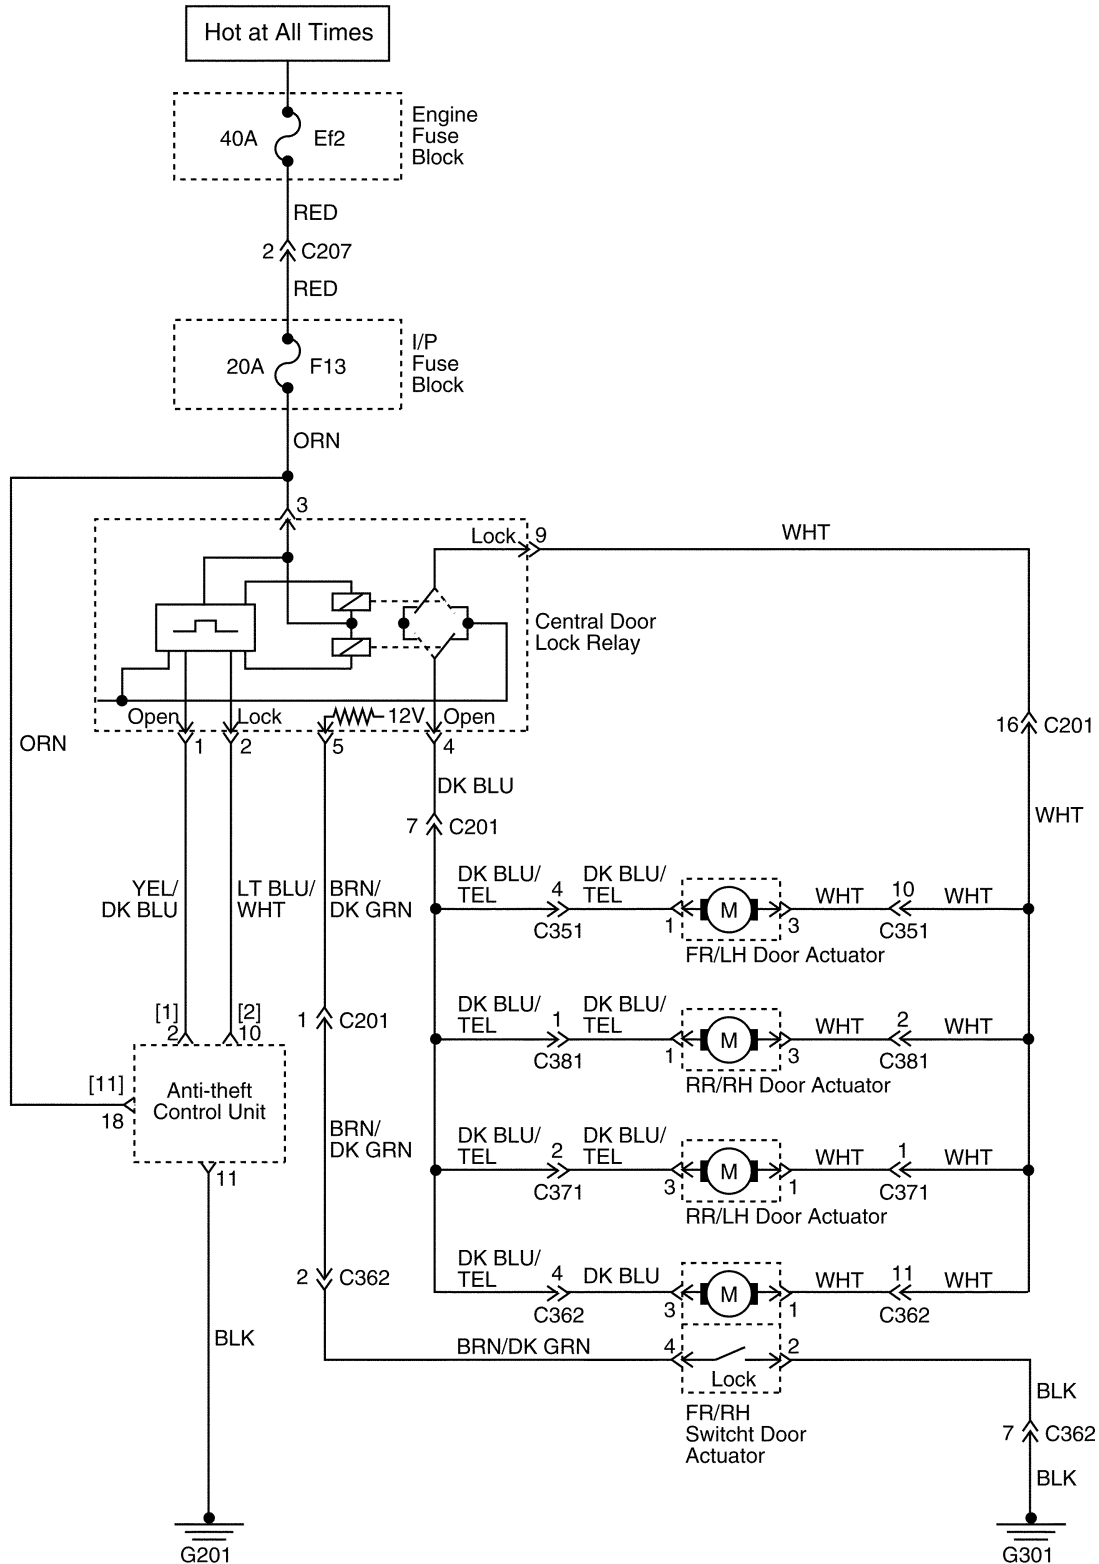 Hot at All Times
40A
Ef2
Engine
Fuse
Block
RED
2
C207
RED
20A
F13
I/P
Fuse
Block
ORN
3
Lock
9
WHT
Central Door
Lock Relay
Open
Lock
12V
Open
1
2
5
4
ORN
16
C201
DK BLU
7
C201
WHT
YEL/
DK BLU
LT BLU/
WHT
BRN/
DK GRN
DK BLU/
TEL
4
C351
DK BLU/
TEL
1
M
3
WHT
10
C351
WHT
FR/LH Door Actuator
[1]
2
[2]
10
1
C201
DK BLU/
TEL
1
C381
DK BLU/
TEL
1
M
3
WHT
2
C381
WHT
RR/RH Door Actuator
[11]
18
Anti-theft
Control Unit
11
BRN/
DK GRN
DK BLU/
TEL
2
C371
DK BLU/
TEL
3
M
1
WHT
1
C371
WHT
RR/LH Door Actuator
2
C362
DK BLU/
TEL
4
C362
DK BLU
3
M
1
WHT
11
C362
WHT
BLK
BRN/DK GRN
4
Lock
2
FR/RH
Switcht Door
Actuator
BLK
7
C362
BLK
G201
G301